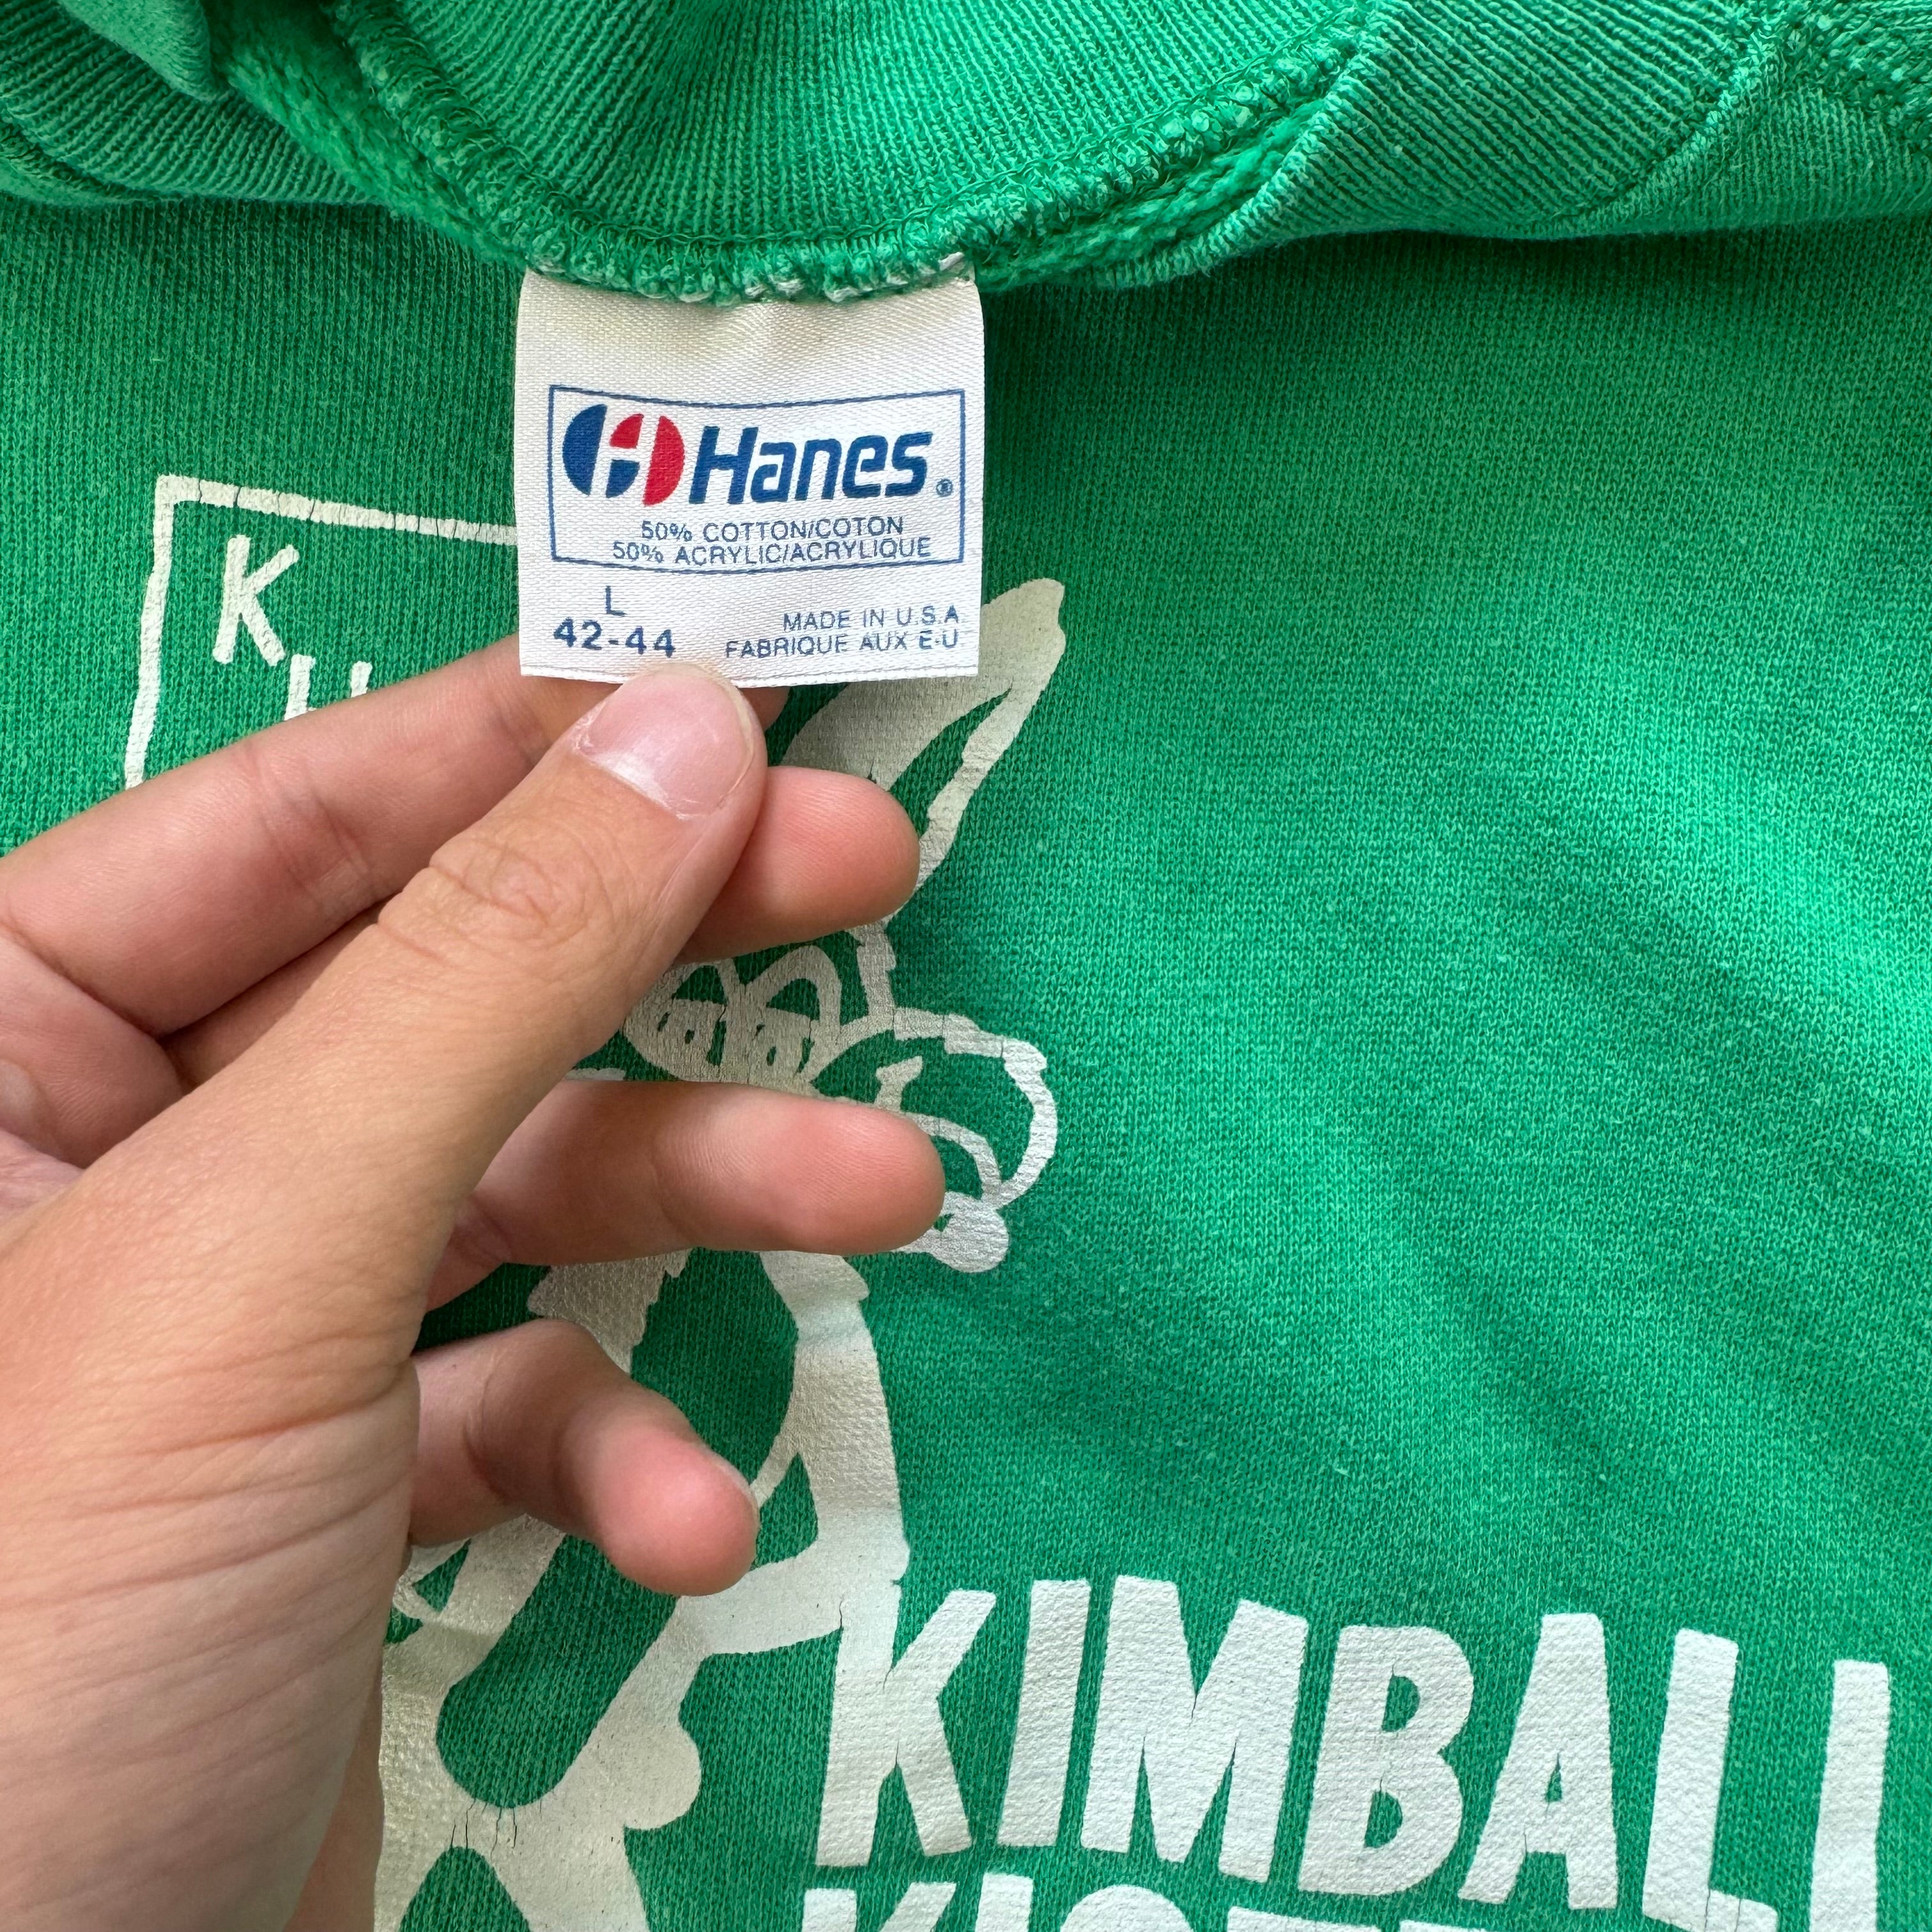 Hanes®
50% COTTON/COTON
50% ACRYLIC/ACRYLIQUE
L
42-44
MADE IN U.S.A
FABRIQUE AUX E-U
K
KIMBALL